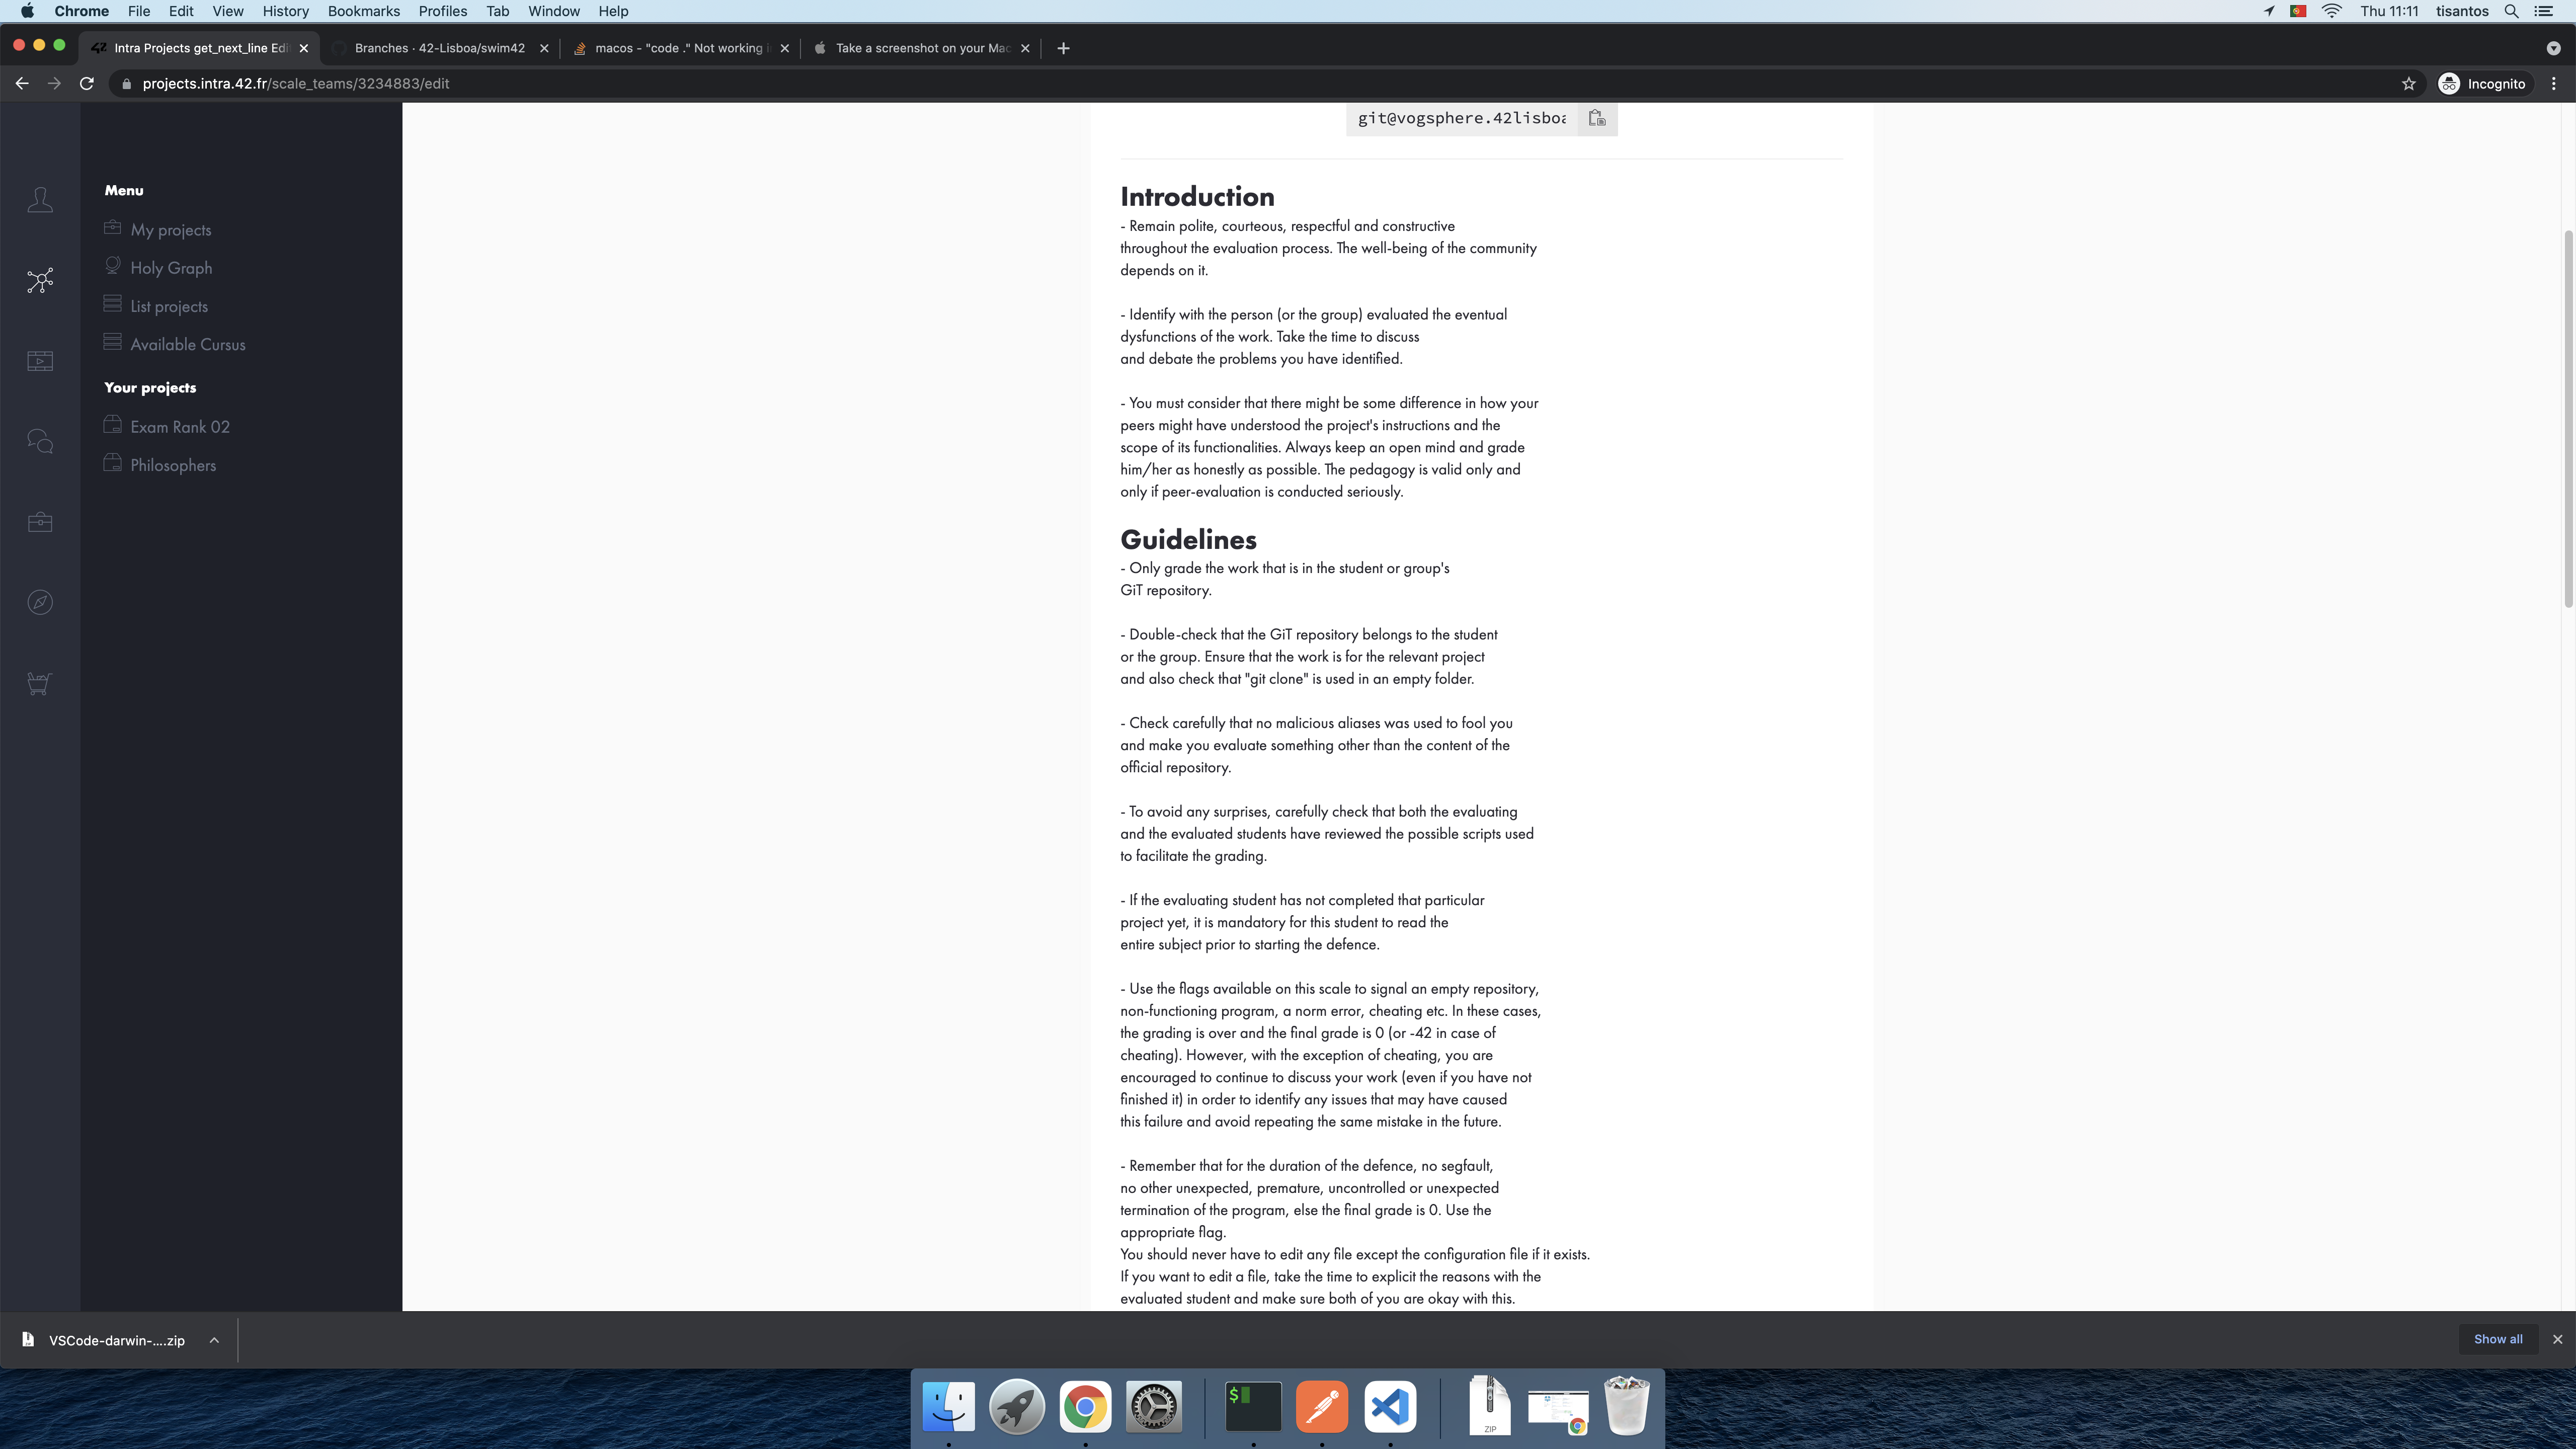 Chrome File Edit View History Bookmarks Profiles Tab Window Help
Thu 11:11 tisantos
Intra Projects get_next_line Edi
Branches · 42-Lisboa/swim42
macos - "code ." Not working i
Take a screenshot on your Mac
projects.intra.42.fr/scale_teams/3234883/edit
Incognito
git@vogsphere.42lisboa
Menu
My projects
Holy Graph
List projects
Available Cursus
Your projects
Exam Rank 02
Philosophers
Introduction
- Remain polite, courteous, respectful and constructive
throughout the evaluation process. The well-being of the community
depends on it.
- Identify with the person (or the group) evaluated the eventual
dysfunctions of the work. Take the time to discuss
and debate the problems you have identified.
- You must consider that there might be some difference in how your
peers might have understood the project's instructions and the
scope of its functionalities. Always keep an open mind and grade
him/her as honestly as possible. The pedagogy is valid only and
only if peer-evaluation is conducted seriously.
Guidelines
- Only grade the work that is in the student or group's
GiT repository.
- Double-check that the GiT repository belongs to the student
or the group. Ensure that the work is for the relevant project
and also check that "git clone" is used in an empty folder.
- Check carefully that no malicious aliases was used to fool you
and make you evaluate something other than the content of the
official repository.
- To avoid any surprises, carefully check that both the evaluating
and the evaluated students have reviewed the possible scripts used
to facilitate the grading.
- If the evaluating student has not completed that particular
project yet, it is mandatory for this student to read the
entire subject prior to starting the defence.
- Use the flags available on this scale to signal an empty repository,
non-functioning program, a norm error, cheating etc. In these cases,
the grading is over and the final grade is 0 (or -42 in case of
cheating). However, with the exception of cheating, you are
encouraged to continue to discuss your work (even if you have not
finished it) in order to identify any issues that may have caused
this failure and avoid repeating the same mistake in the future.
- Remember that for the duration of the defence, no segfault,
no other unexpected, premature, uncontrolled or unexpected
termination of the program, else the final grade is 0. Use the
appropriate flag.
You should never have to edit any file except the configuration file if it exists.
If you want to edit a file, take the time to explicit the reasons with the
evaluated student and make sure both of you are okay with this.
VSCode-darwin-....zip
Show all
$
ZIP